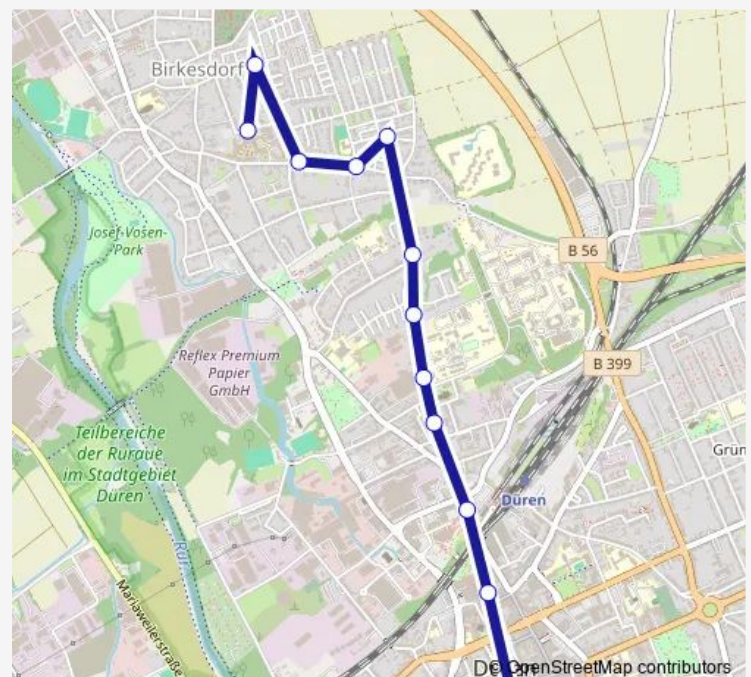 Birkesdorf
Josef-Vosen-
Park
B 56
Reflex Premium
Papier
GmbH
B 399
Teilbereiche
der Ruraue
im Stadtgebiet
Düren
Grün
Düren
Rur
Mariaweilerstraße
© OpenStreetMap contributors